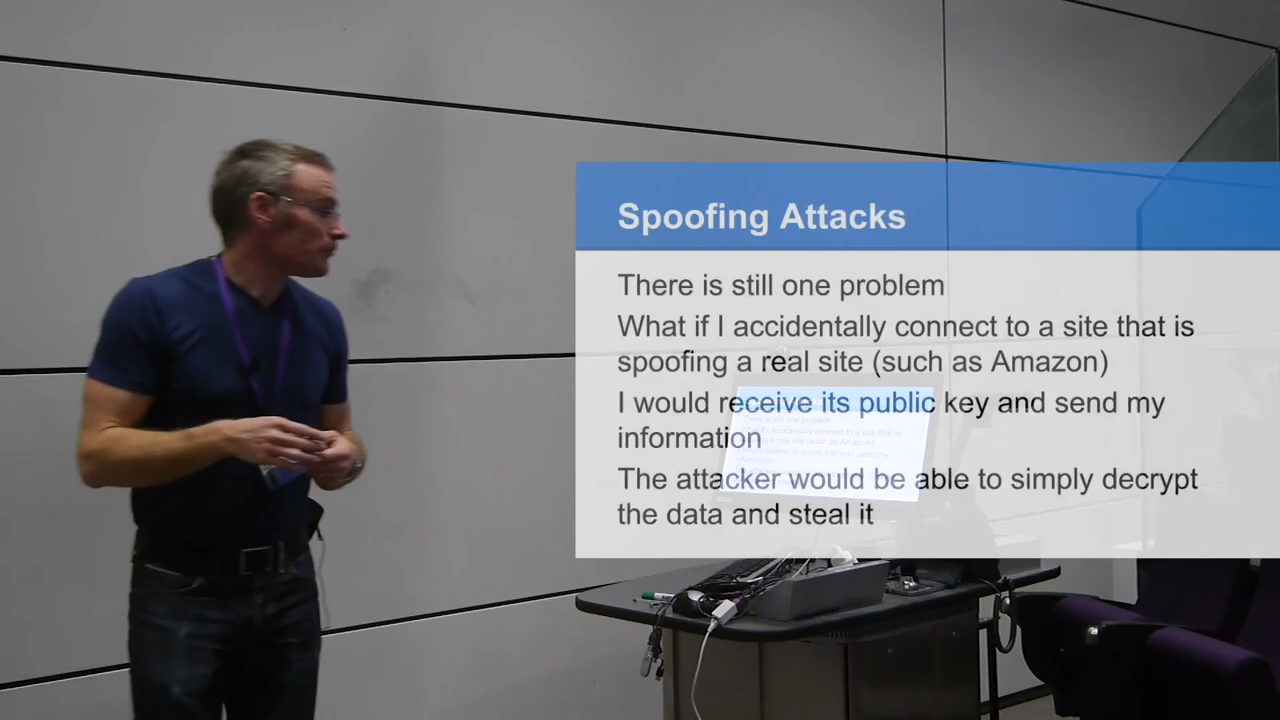 Spoofing Attacks
There is still one problem
What if I accidentally connect to a site that is
spoofing a real site (such as Amazon)
I would receive its public key and send my
information
The attacker would be able to simply decrypt
the data and steal it